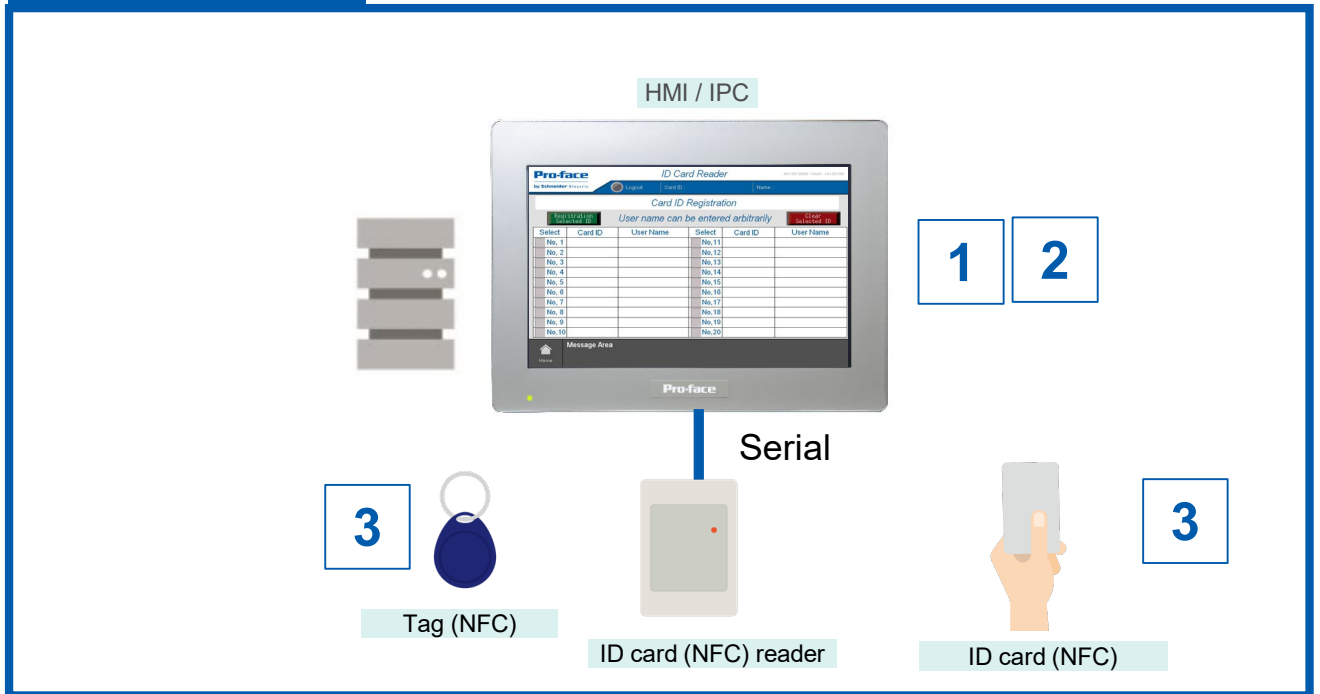 HMI / IPC
Pro-face
by Schneider Electric
ID Card Reader
Logout Card ID: Name:
Card ID Registration
Registration
Selected ID
User name can be entered arbitrarily
Clear
Selected ID
Select Card ID User Name Select Card ID User Name
No, 1 No,11
No, 2 No,12
No, 3 No,13
No, 4 No,14
No, 5 No,15
No, 6 No,16
No, 7 No,17
No, 8 No,18
No, 9 No,19
No,10 No,20
Message Area
Home
Pro-face
1 2
Serial
3
3
Tag (NFC)
ID card (NFC) reader
ID card (NFC)